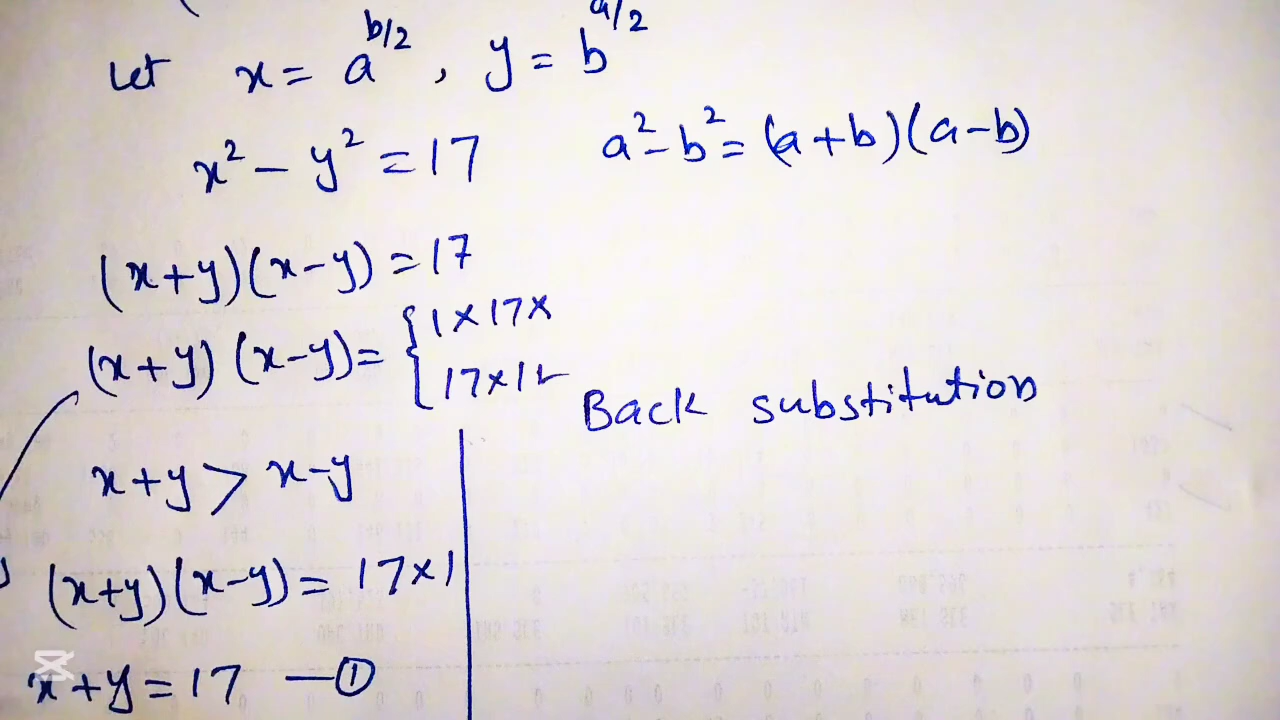 Let x = a^{b/2}, y = b^{a/2}
x² - y² = 17
a² - b² = (a+b)(a-b)
(x+y)(x-y) = 17
(x+y)(x-y) = { 1×17 ×
17×1 ✓
x+y > x-y
(x+y)(x-y) = 17×1
x+y = 17 —①
Back substitution